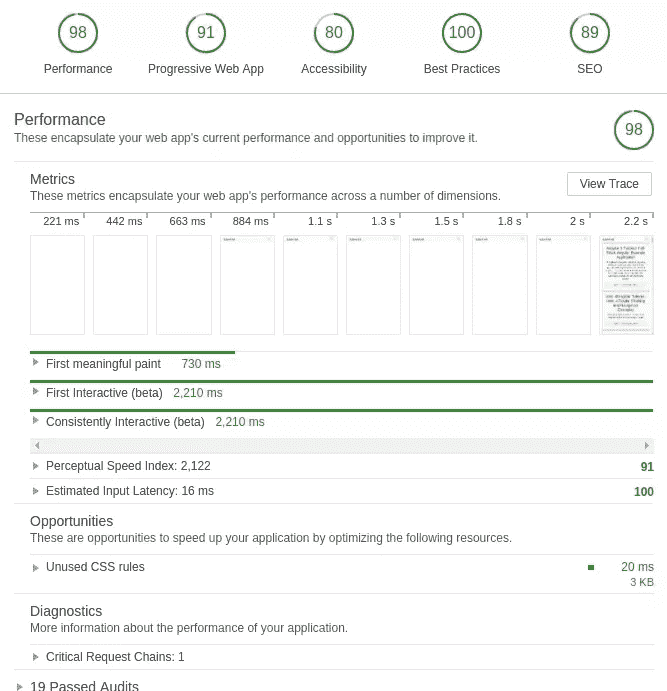 98 91 80 100 89
Performance Progressive Web App Accessibility Best Practices SEO
Performance
These encapsulate your web app's current performance and opportunities to improve it.
98
Metrics
These metrics encapsulate your web app's performance across a number of dimensions.
View Trace
221 ms 442 ms 663 ms 884 ms 1.1 s 1.3 s 1.5 s 1.8 s 2 s 2.2 s
First meaningful paint 730 ms
First Interactive (beta) 2,210 ms
Consistently Interactive (beta) 2,210 ms
Perceptual Speed Index: 2,122 91
Estimated Input Latency: 16 ms 100
Opportunities
These are opportunities to speed up your application by optimizing the following resources.
Unused CSS rules 20 ms
3 KB
Diagnostics
More information about the performance of your application.
Critical Request Chains: 1
19 Passed Audits